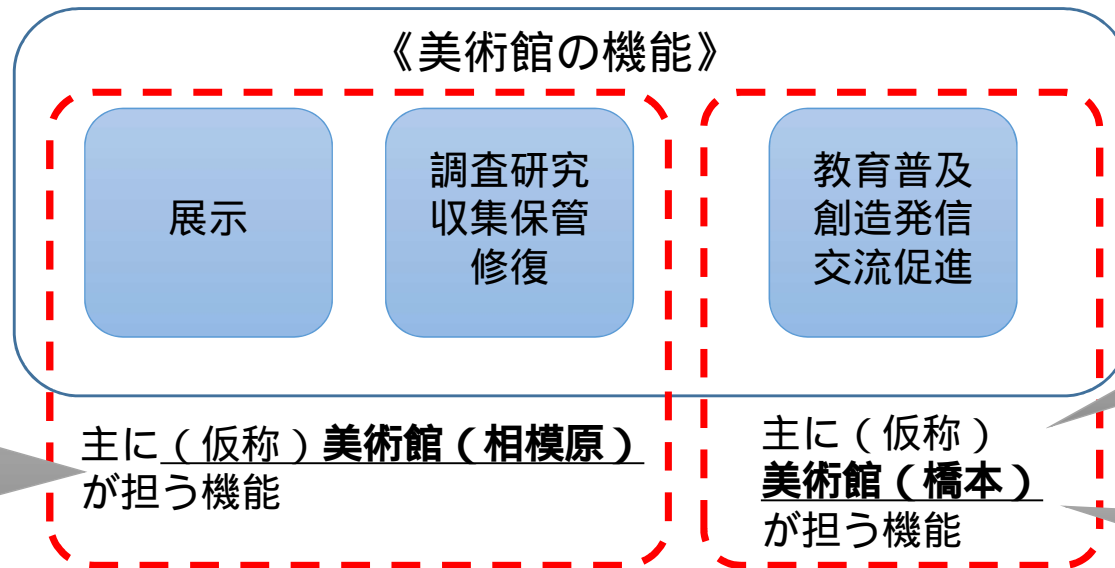 《美術館の機能》
展示
調査研究
収集保管
修復
教育普及
創造発信
交流促進
主に（仮称）美術館（相模原）
が担う機能
主に（仮称）
美術館（橋本）
が担う機能